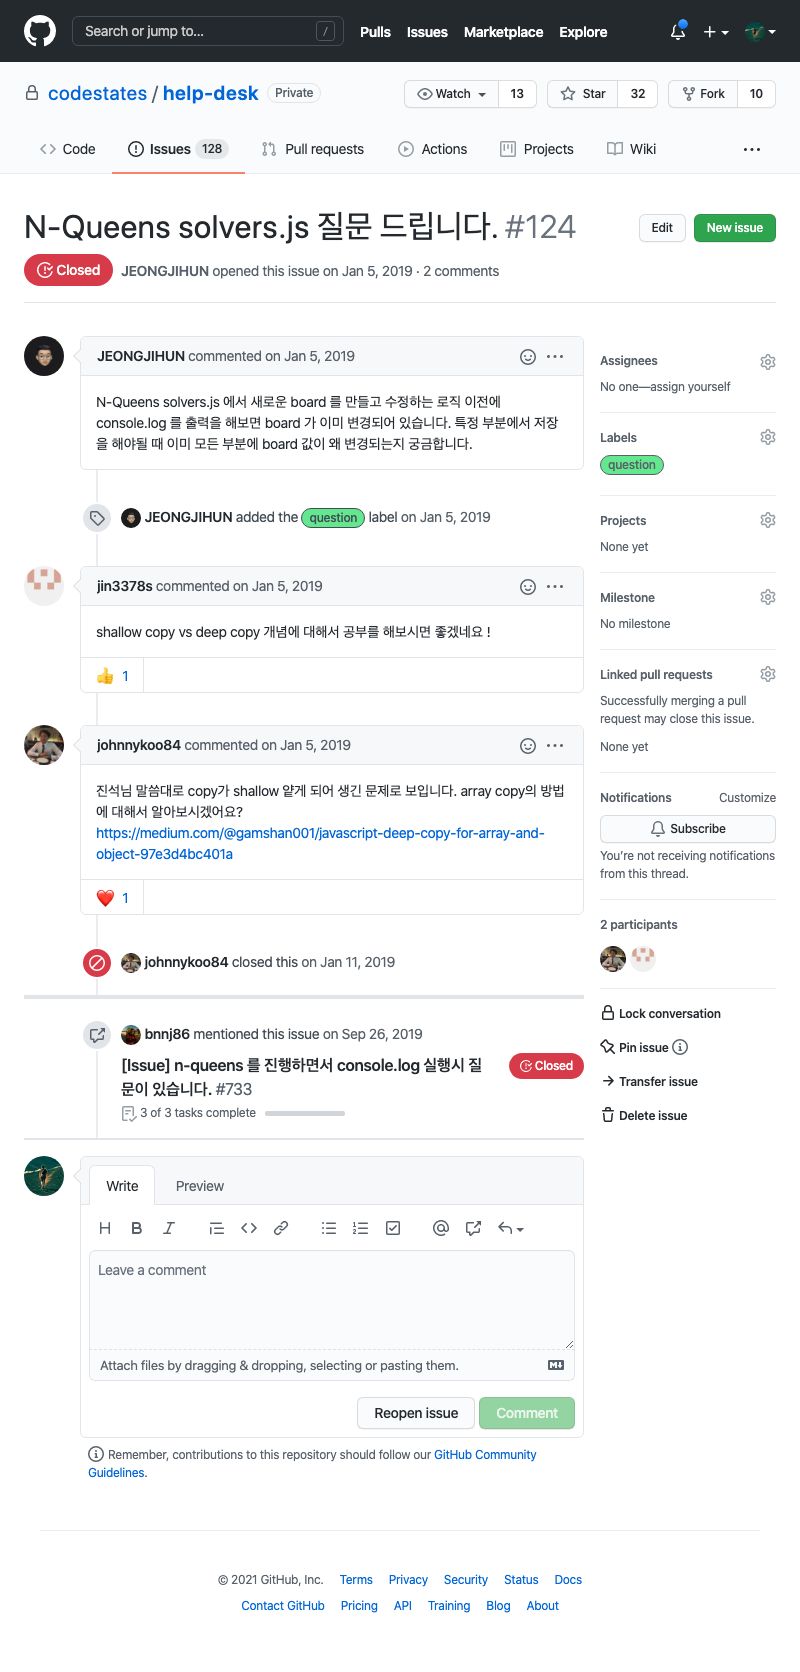 Search or jump to...
/
Pulls Issues Marketplace Explore
codestates / help-desk Private
Watch 13
Star 32
Fork 10
Code
Issues 128
Pull requests
Actions
Projects
Wiki
N-Queens solvers.js 질문 드립니다. #124
Edit
New issue
Closed
JEONGJIHUN opened this issue on Jan 5, 2019 · 2 comments
JEONGJIHUN commented on Jan 5, 2019
N-Queens solvers.js 에서 새로운 board 를 만들고 수정하는 로직 이전에
console.log 를 출력을 해보면 board 가 이미 변경되어 있습니다. 특정 부분에서 저장
을 해야될 때 이미 모든 부분에 board 값이 왜 변경되는지 궁금합니다.
JEONGJIHUN added the question label on Jan 5, 2019
jin3378s commented on Jan 5, 2019
shallow copy vs deep copy 개념에 대해서 공부를 해보시면 좋겠네요 !
👍 1
johnnykoo84 commented on Jan 5, 2019
진석님 말씀대로 copy가 shallow 얕게 되어 생긴 문제로 보입니다. array copy의 방법
에 대해서 알아보시겠어요?
https://medium.com/@gamshan001/javascript-deep-copy-for-array-and-
object-97e3d4bc401a
❤️ 1
johnnykoo84 closed this on Jan 11, 2019
bnnj86 mentioned this issue on Sep 26, 2019
[Issue] n-queens 를 진행하면서 console.log 실행시 질
문이 있습니다. #733
Closed
3 of 3 tasks complete
Write
Preview
H B I
Leave a comment
Attach files by dragging & dropping, selecting or pasting them.
Reopen issue
Comment
Remember, contributions to this repository should follow our GitHub Community
Guidelines.
Assignees
No one—assign yourself
Labels
question
Projects
None yet
Milestone
No milestone
Linked pull requests
Successfully merging a pull
request may close this issue.
None yet
Notifications
Customize
Subscribe
You're not receiving notifications
from this thread.
2 participants
Lock conversation
Pin issue
Transfer issue
Delete issue
© 2021 GitHub, Inc. Terms Privacy Security Status Docs
Contact GitHub Pricing API Training Blog About